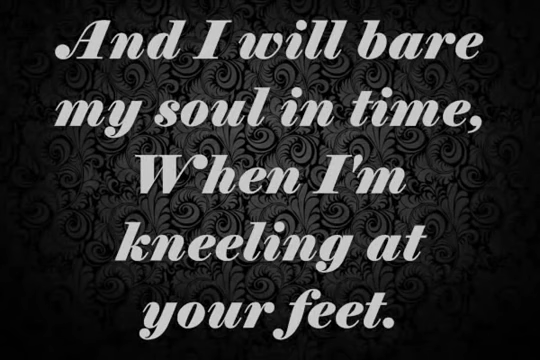 And I will bare
my soul in time,
When I'm
kneeling at
your feet.